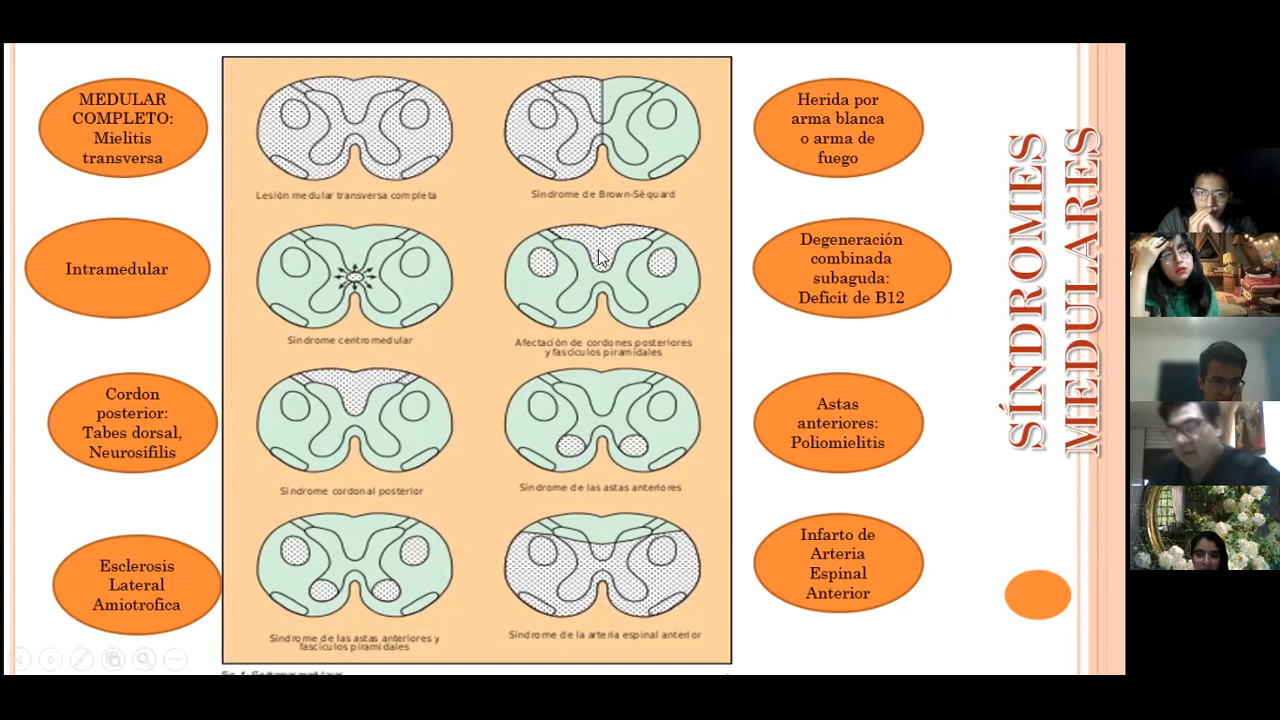 MEDULAR
COMPLETO:
Mielitis
transversa
Lesión medular transversa completa
Síndrome de Brown-Séquard
Herida por
arma blanca
o arma de
fuego
Intramedular
Síndrome centromedular
Afectación de cordones posteriores
y fascículos piramidales
Degeneración
combinada
subaguda:
Deficit de B12
Cordon
posterior:
Tabes dorsal,
Neurosifilis
Síndrome cordonal posterior
Síndrome de las astas anteriores
Astas
anteriores:
Poliomielitis
Esclerosis
Lateral
Amiotrofica
Síndrome de las astas anteriores y
fascículos piramidales
Síndrome de la arteria espinal anterior
Infarto de
Arteria
Espinal
Anterior
SÍNDROMES
MEDULARES